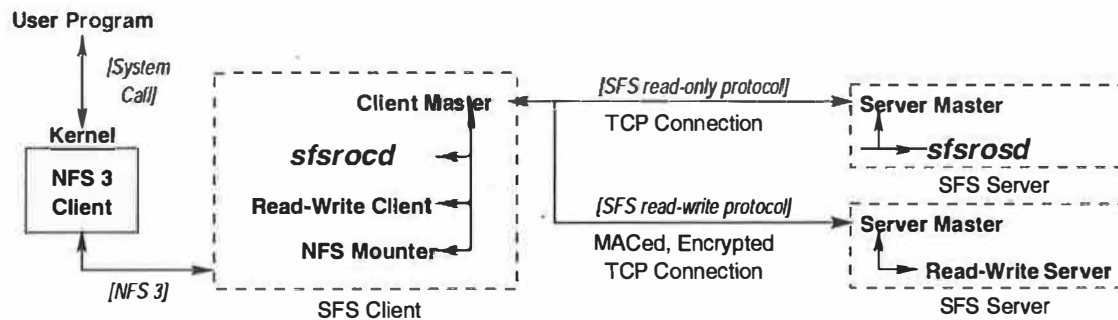 User Program
[System
Call]
Kernel
NFS 3
Client
[NFS 3]
Client Master
sfsrocd
Read-Write Client
NFS Mounter
SFS Client
[SFS read-only protocol]
TCP Connection
[SFS read-write protocol]
MACed, Encrypted
TCP Connection
Server Master
sfsrosd
SFS Server
Server Master
Read-Write Server
SFS Server